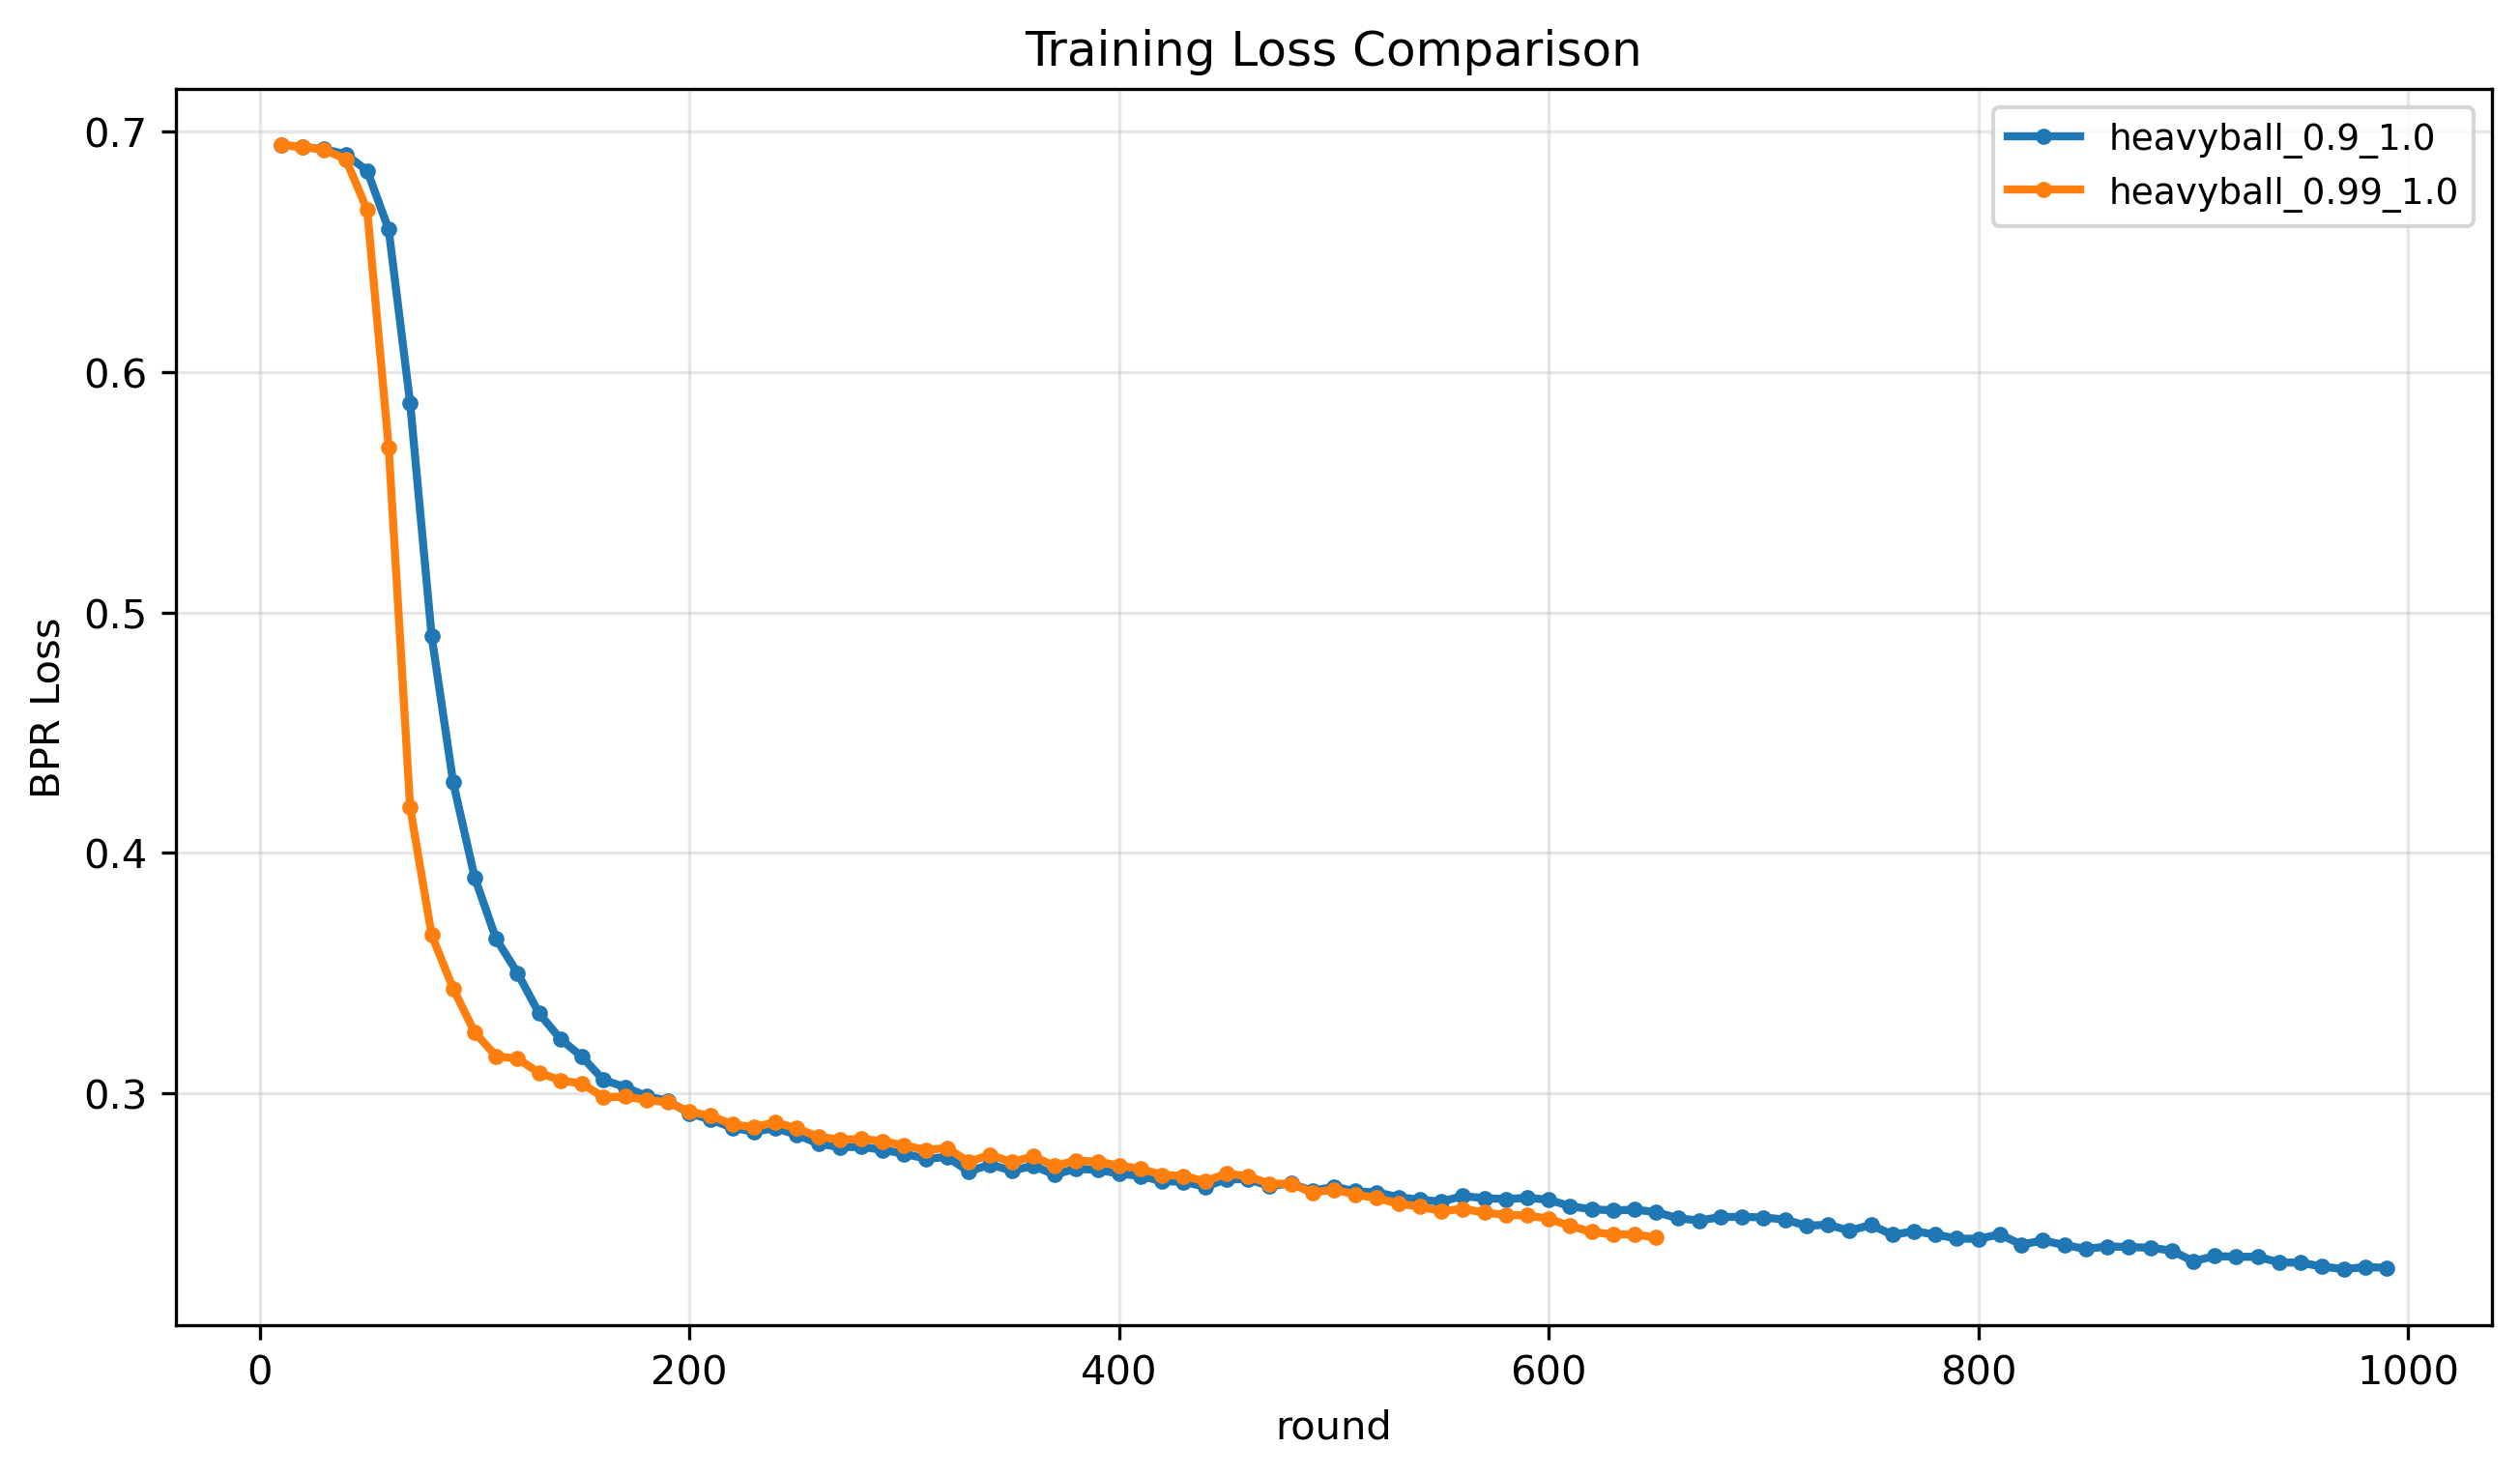 Training Loss Comparison
heavyball_0.9_1.0
heavyball_0.99_1.0
BPR Loss
0.7
0.6
0.5
0.4
0.3
0 200 400 600 800 1000
round